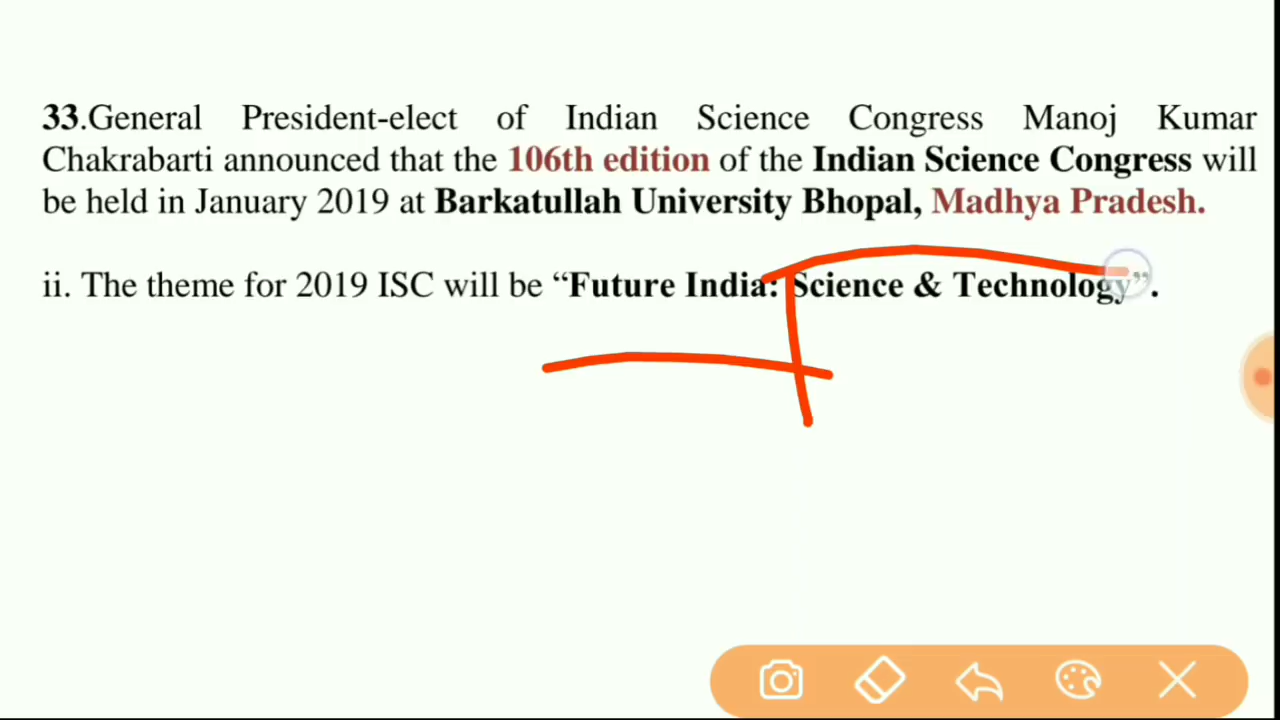 33.General President-elect of Indian Science Congress Manoj Kumar
Chakrabarti announced that the 106th edition of the Indian Science Congress will
be held in January 2019 at Barkatullah University Bhopal, Madhya Pradesh.
ii. The theme for 2019 ISC will be “Future India: Science & Technology”.